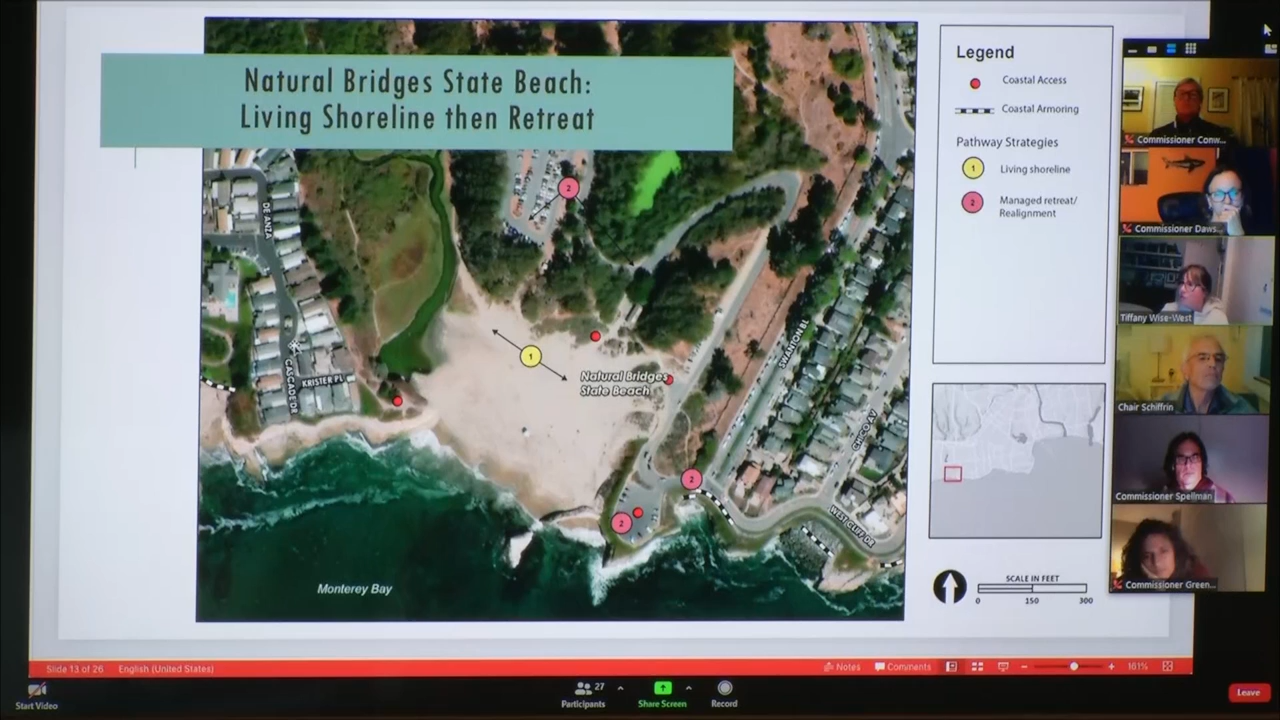 Natural Bridges State Beach:
Living Shoreline then Retreat
Legend
Coastal Access
Coastal Armoring
Pathway Strategies
1
Living shoreline
2
Managed retreat/
Realignment
DE ANZA
CASCADE DR
KRISTER PL
2
1
Natural Bridges
State Beach
SWANTON BL
CHICO AV
2
2
WEST CLIFF DR
Monterey Bay
SCALE IN FEET
0 150 300
Commissioner Conw...
Commissioner Daws...
Tiffany Wise-West
Chair Schiffrin
Commissioner Spellman
Commissioner Green...
Slide 13 of 26 English (United States)
Notes Comments 161%
Start Video
Participants 27
Share Screen
Record
Leave